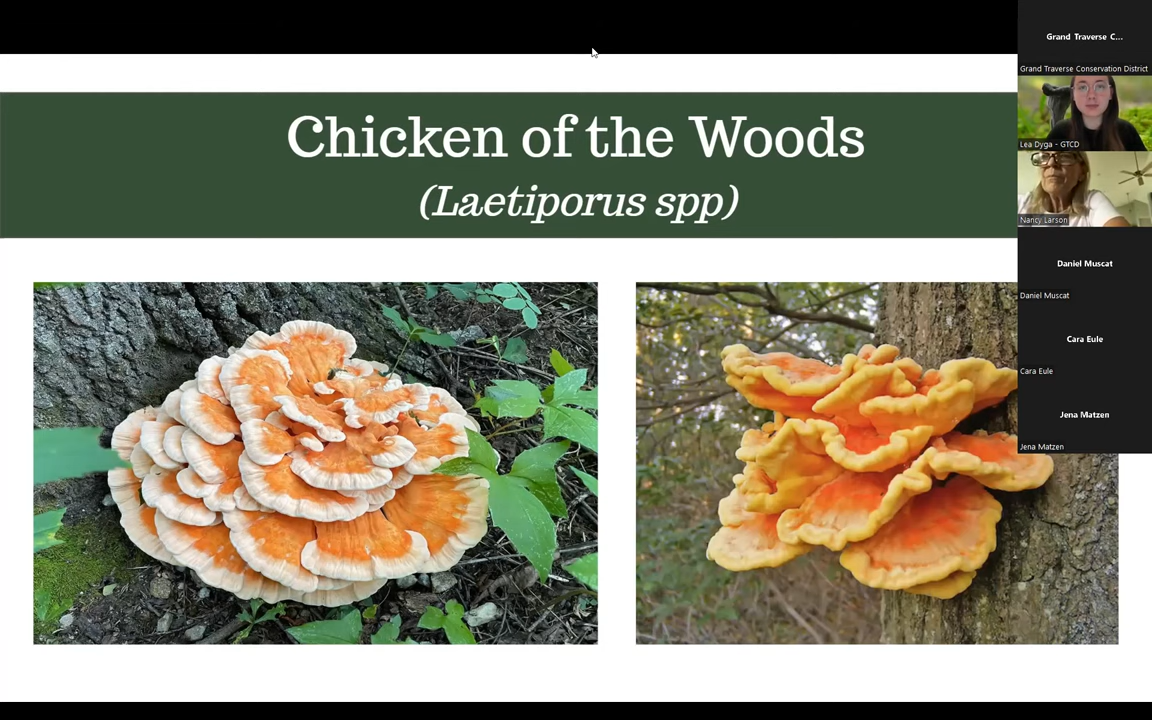 Chicken of the Woods
(Laetiporus spp)
Grand Traverse C...
Grand Traverse Conservation District
Lea Dyga - GTCD
Nancy Larson
Daniel Muscat
Daniel Muscat
Cara Eule
Cara Eule
Jena Matzen
Jena Matzen